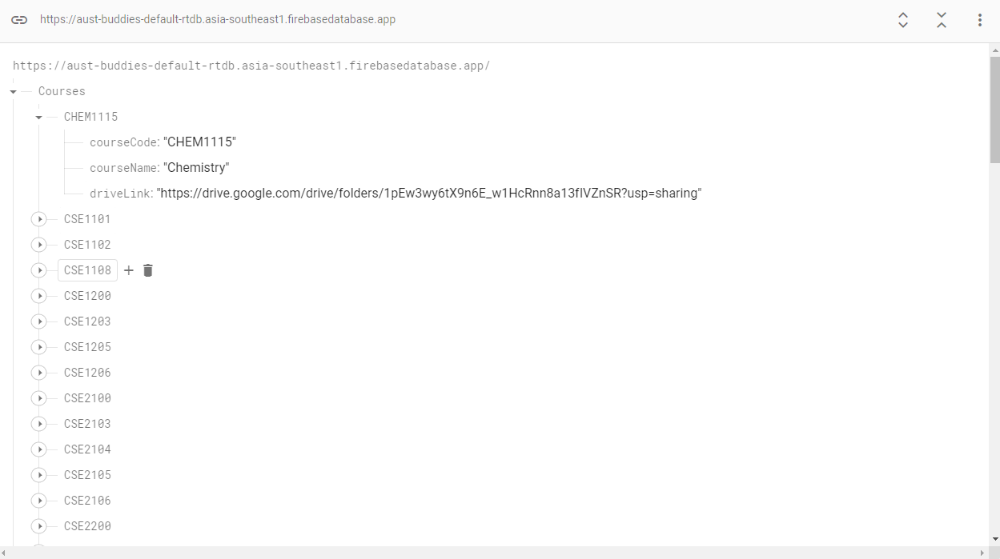 https://aust-buddies-default-rtdb.asia-southeast1.firebasedatabase.app
https://aust-buddies-default-rtdb.asia-southeast1.firebasedatabase.app/
Courses
CHEM1115
courseCode: "CHEM1115"
courseName: "Chemistry"
driveLink: "https://drive.google.com/drive/folders/1pEw3wy6tX9n6E_w1HcRnn8a13fIVZnSR?usp=sharing"
CSE1101
CSE1102
CSE1108
CSE1200
CSE1203
CSE1205
CSE1206
CSE2100
CSE2103
CSE2104
CSE2105
CSE2106
CSE2200